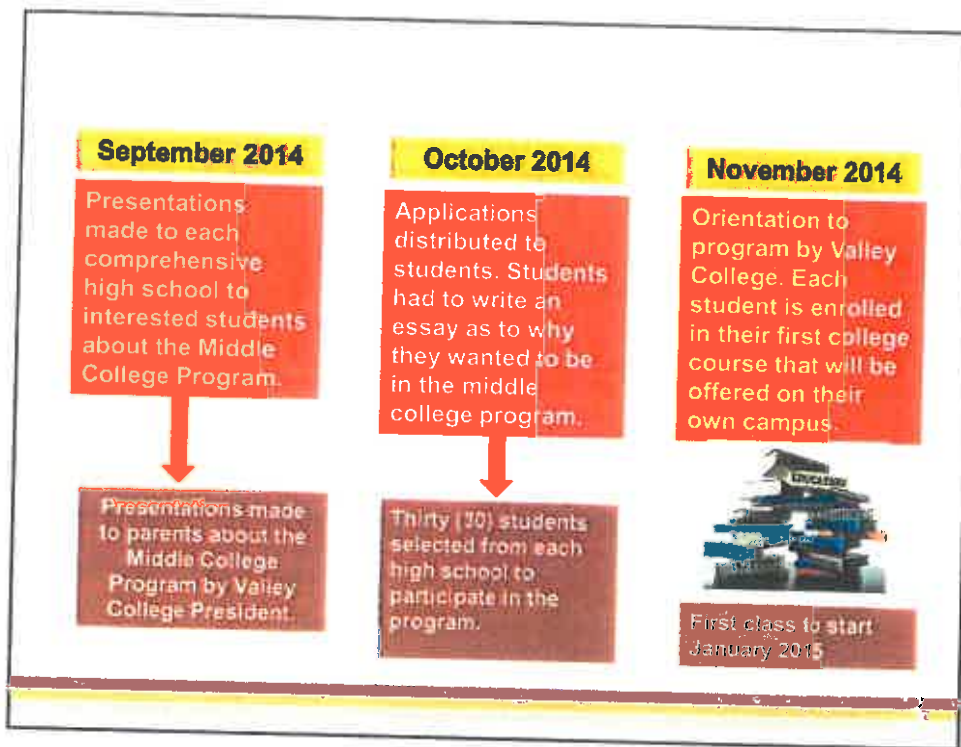 September 2014
Presentations
made to each
comprehensive
high school to
interested students
about the Middle
College Program.
Presentations made
to parents about the
Middle College
Program by Valley
College President.
October 2014
Applications
distributed to
students. Students
had to write an
essay as to why
they wanted to be
in the middle
college program.
Thirty (30) students
selected from each
high school to
participate in the
program.
November 2014
Orientation to
program by Valley
College. Each
student is enrolled
in their first college
course that will be
offered on their
own campus.
EDUCATION
First class to start
January 2015
7